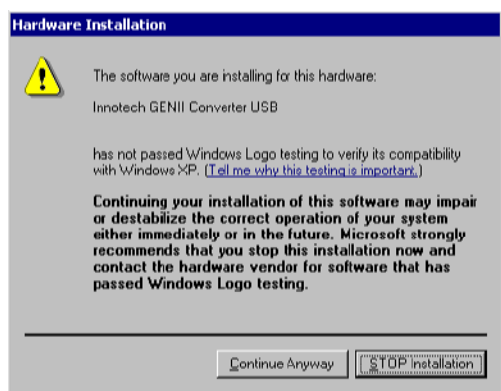 Hardware Installation
The software you are installing for this hardware:
Innotech GENII Converter USB
has not passed Windows Logo testing to verify its compatibility
with Windows XP. (Tell me why this testing is important.)
Continuing your installation of this software may impair
or destabilize the correct operation of your system
either immediately or in the future. Microsoft strongly
recommends that you stop this installation now and
contact the hardware vendor for software that has
passed Windows Logo testing.
Continue Anyway
STOP Installation